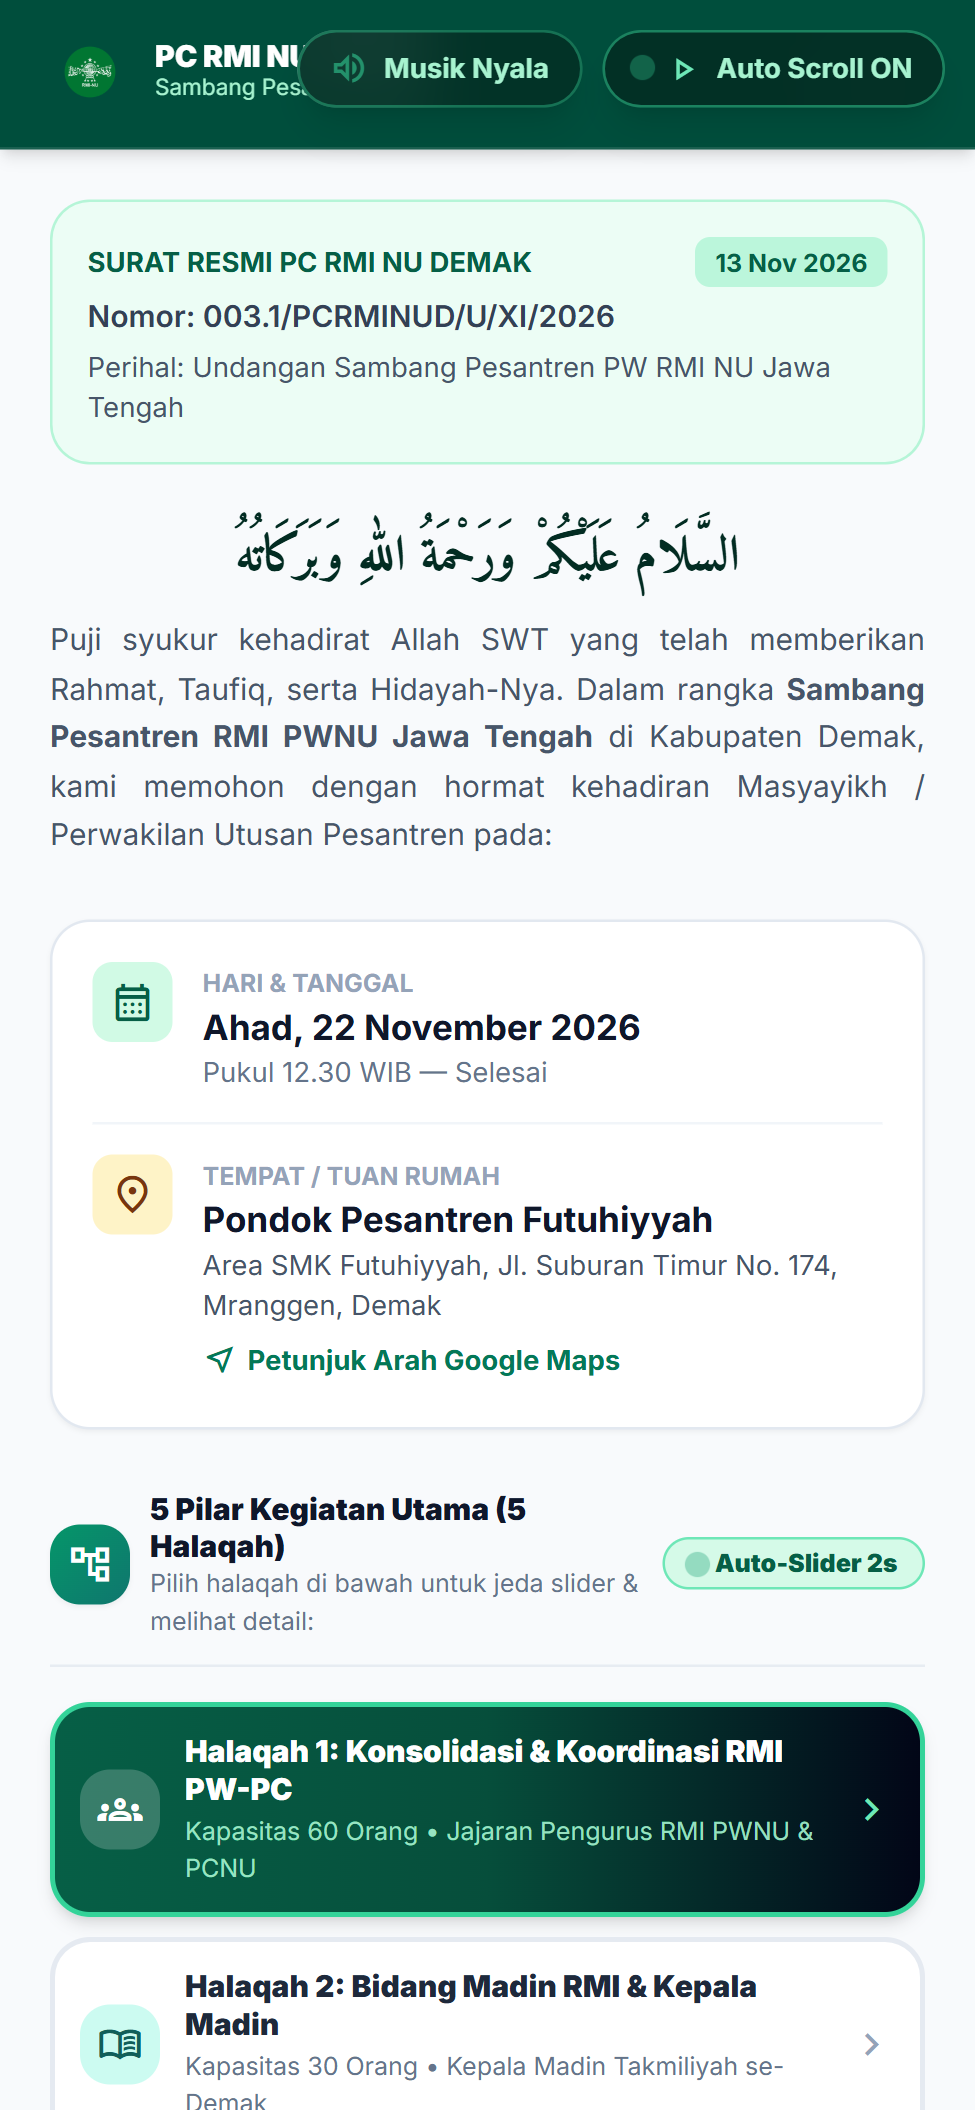 PC RMI NU
Sambang Pesa
Musik Nyala
Auto Scroll ON
SURAT RESMI PC RMI NU DEMAK
13 Nov 2026
Nomor: 003.1/PCRMINUD/U/XI/2026
Perihal: Undangan Sambang Pesantren PW RMI NU Jawa
Tengah
السَّلَامُ عَلَيْكُمْ وَرَحْمَةُ اللهِ وَبَرَكَاتُهُ
Puji syukur kehadirat Allah SWT yang telah memberikan
Rahmat, Taufiq, serta Hidayah-Nya. Dalam rangka Sambang
Pesantren RMI PWNU Jawa Tengah di Kabupaten Demak,
kami memohon dengan hormat kehadiran Masyayikh /
Perwakilan Utusan Pesantren pada:
HARI & TANGGAL
Ahad, 22 November 2026
Pukul 12.30 WIB — Selesai
TEMPAT / TUAN RUMAH
Pondok Pesantren Futuhiyyah
Area SMK Futuhiyyah, Jl. Suburan Timur No. 174,
Mranggen, Demak
Petunjuk Arah Google Maps
5 Pilar Kegiatan Utama (5
Halaqah)
Pilih halaqah di bawah untuk jeda slider &
melihat detail:
Auto-Slider 2s
Halaqah 1: Konsolidasi & Koordinasi RMI
PW-PC
Kapasitas 60 Orang • Jajaran Pengurus RMI PWNU &
PCNU
Halaqah 2: Bidang Madin RMI & Kepala
Madin
Kapasitas 30 Orang • Kepala Madin Takmiliyah se-
Demak